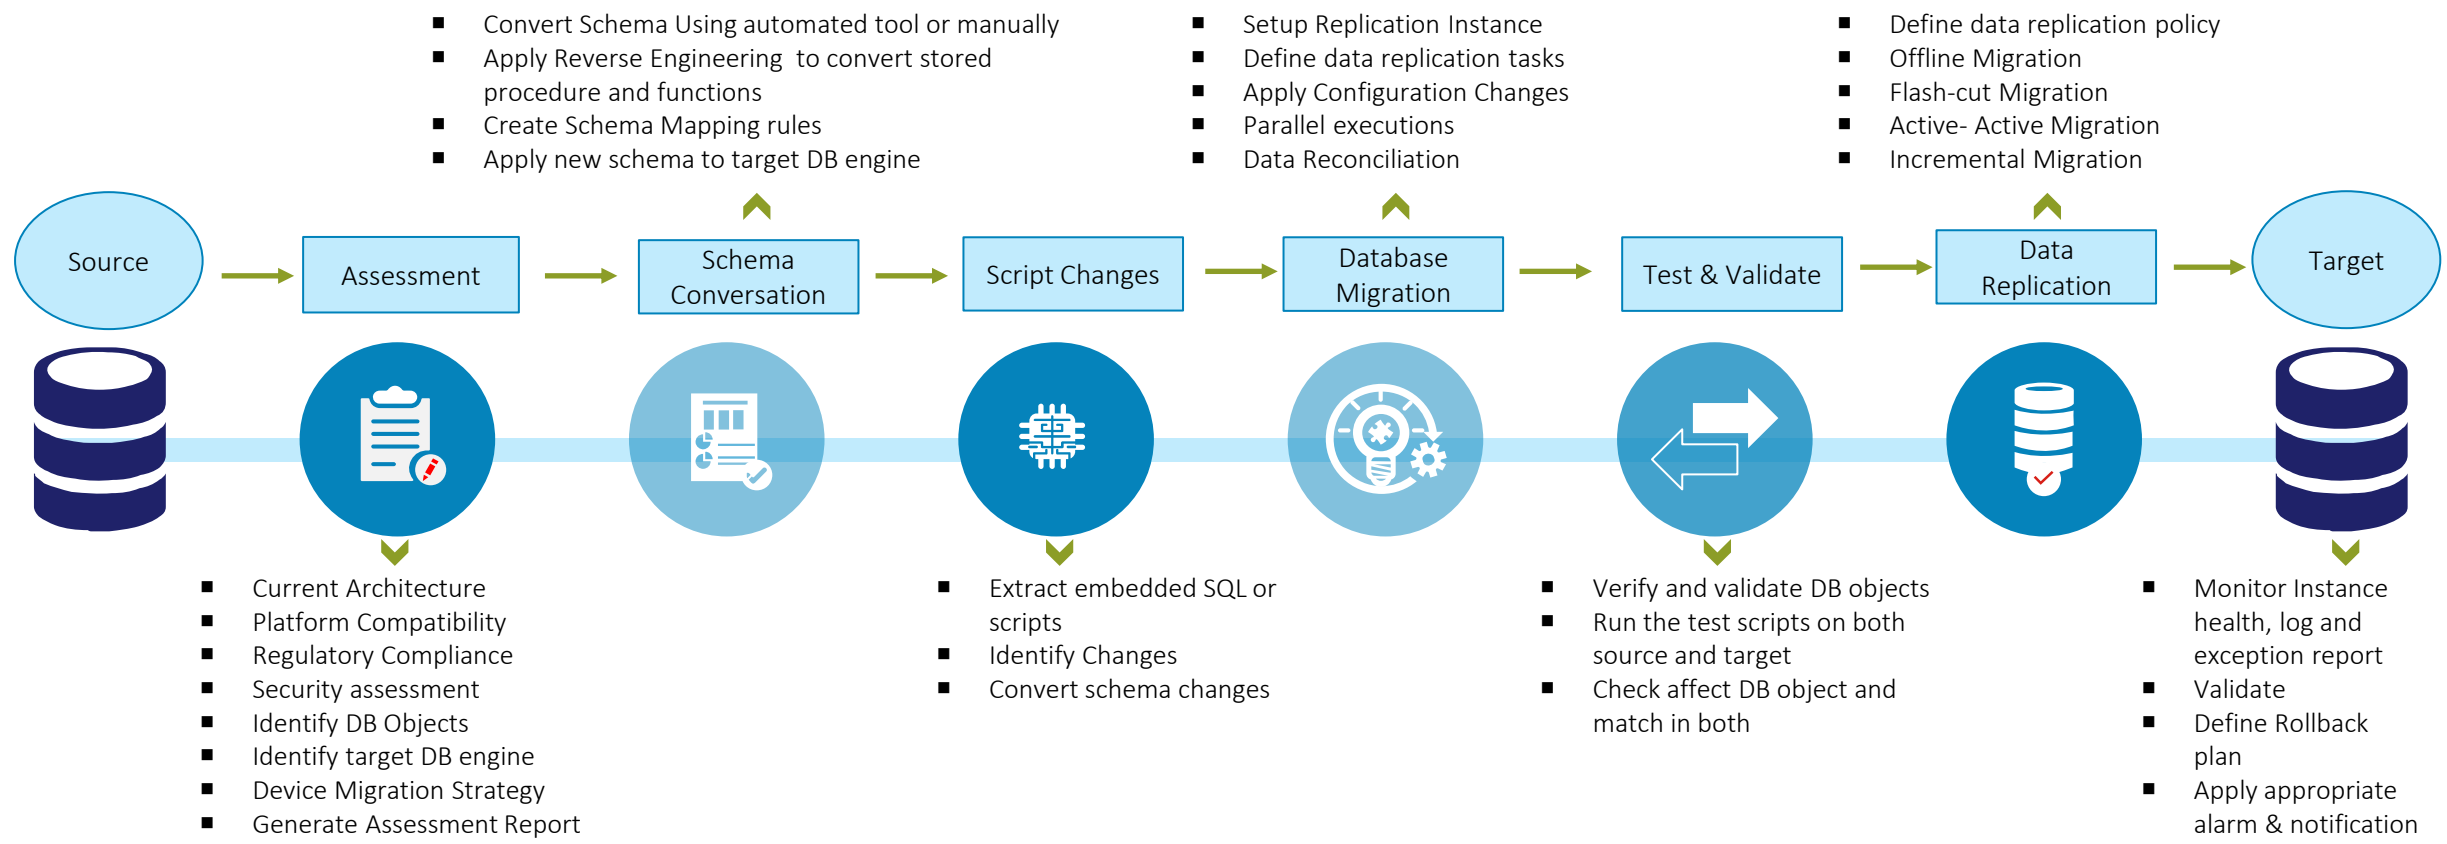 ▪ Convert Schema Using automated tool or manually
▪ Apply Reverse Engineering  to convert stored
procedure and functions
▪ Create Schema Mapping rules
▪ Apply new schema to target DB engine
▪ Setup Replication Instance
▪ Define data replication tasks
▪ Apply Configuration Changes
▪ Parallel executions
▪ Data Reconciliation
▪ Define data replication policy
▪ Offline Migration
▪ Flash-cut Migration
▪ Active- Active Migration
▪ Incremental Migration
Source
Assessment
Schema
Conversation
Script Changes
Database
Migration
Test & Validate
Data
Replication
Target
▪ Current Architecture
▪ Platform Compatibility
▪ Regulatory Compliance
▪ Security assessment
▪ Identify DB Objects
▪ Identify target DB engine
▪ Device Migration Strategy
▪ Generate Assessment Report
▪ Extract embedded SQL or
scripts
▪ Identify Changes
▪ Convert schema changes
▪ Verify and validate DB objects
▪ Run the test scripts on both
source and target
▪ Check affect DB object and
match in both
▪ Monitor Instance
health, log and
exception report
▪ Validate
▪ Define Rollback
plan
▪ Apply appropriate
alarm & notification